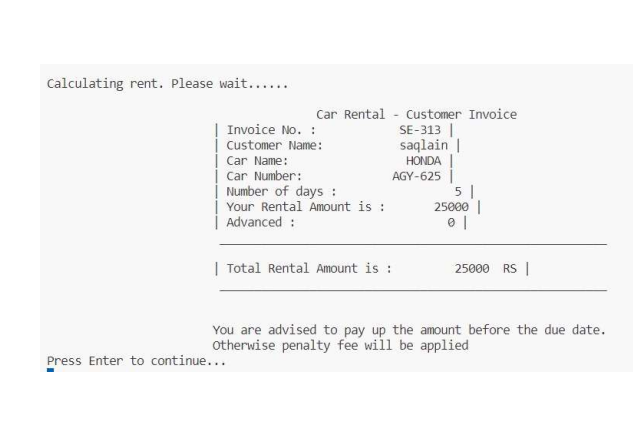 Calculating rent. Please wait......
Car Rental - Customer Invoice
| Invoice No. : SE-313 |
| Customer Name: saqlain |
| Car Name: HONDA |
| Car Number: AGY-625 |
| Number of days : 5 |
| Your Rental Amount is : 25000 |
| Advanced : 0 |
| Total Rental Amount is : 25000 RS |
You are advised to pay up the amount before the due date.
Otherwise penalty fee will be applied
Press Enter to continue...